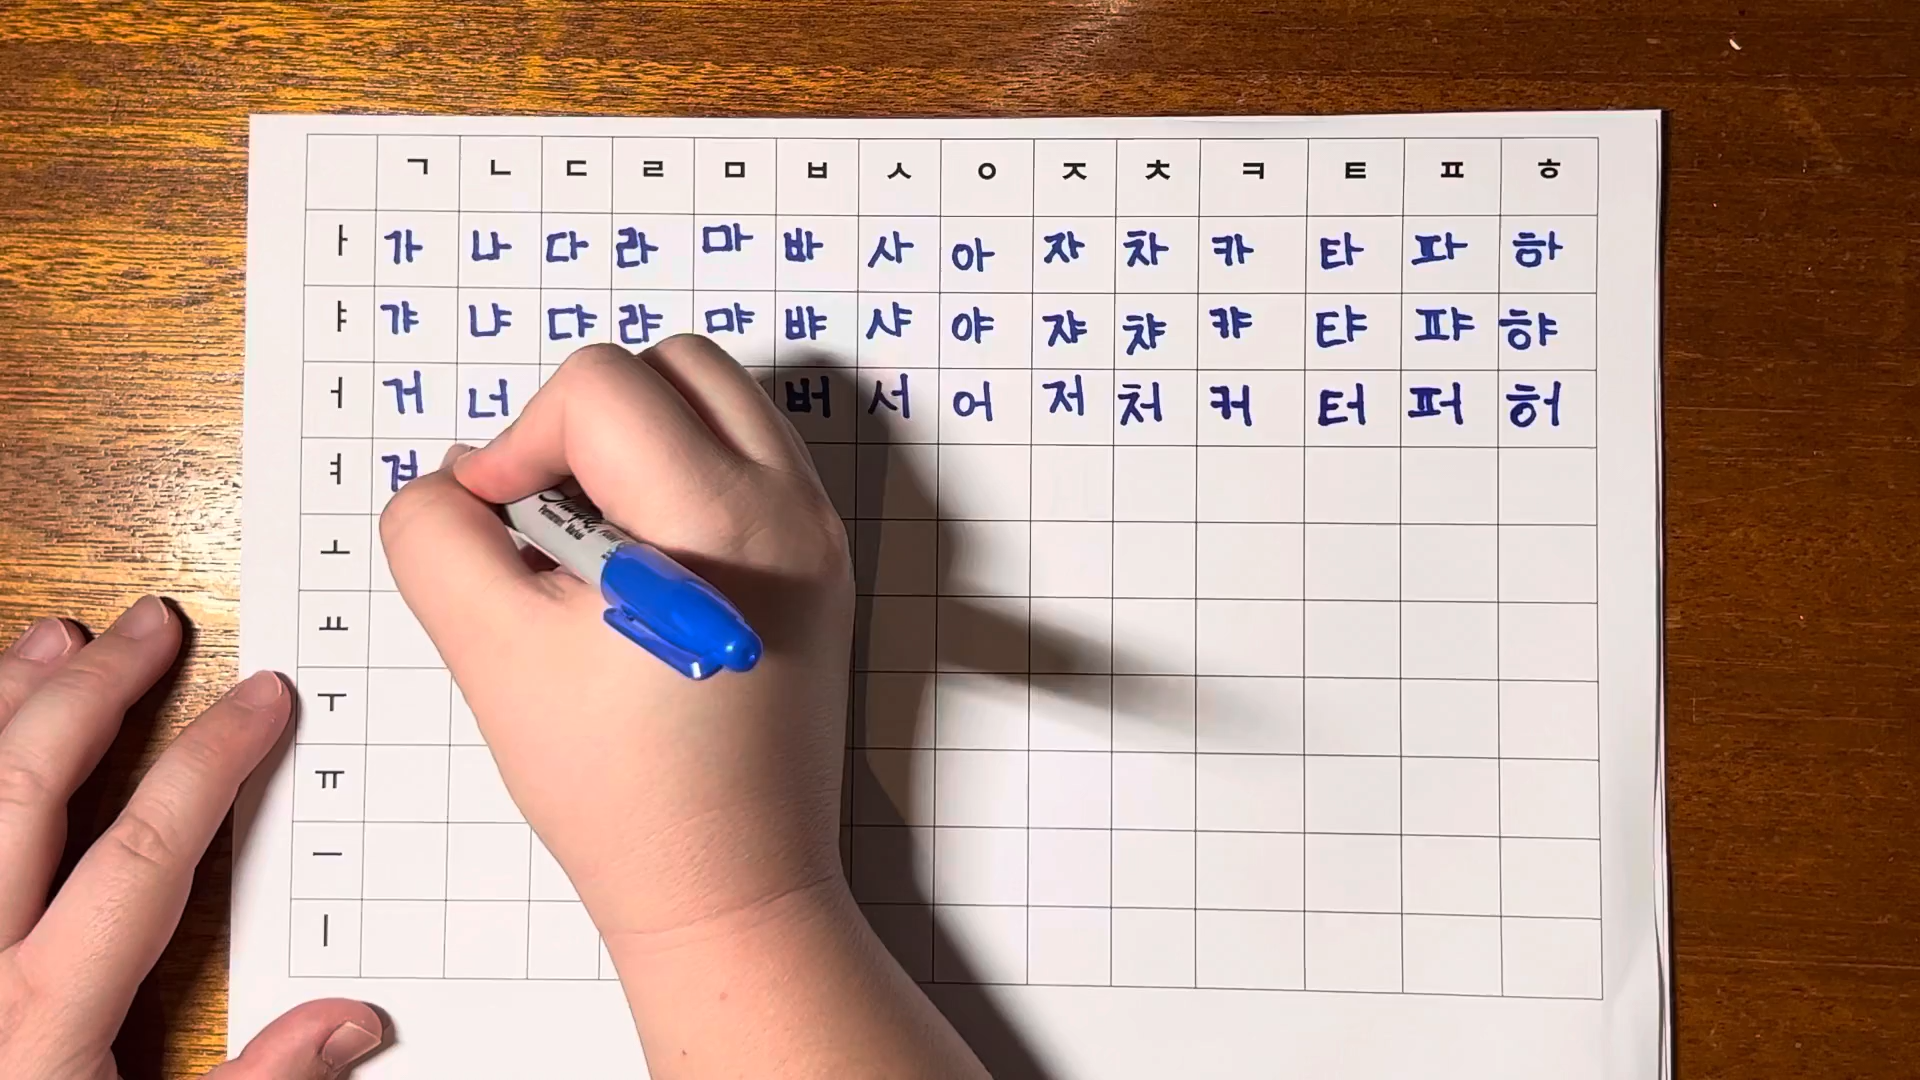 ㄱ ㄴ ㄷ ㄹ ㅁ ㅂ ㅅ ㅇ ㅈ ㅊ ㅋ ㅌ ㅍ ㅎ
ㅏ 가 나 다 라 마 바 사 아 자 차 카 타 파 하
ㅑ 갸 냐 댜 랴 먀 뱌 샤 야 쟈 챠 캬 탸 퍄 햐
ㅓ 거 너 버 서 어 저 처 커 터 퍼 허
ㅕ 겨
ㅗ
ㅛ
ㅜ
ㅠ
ㅡ
ㅣ
Permanent Marker